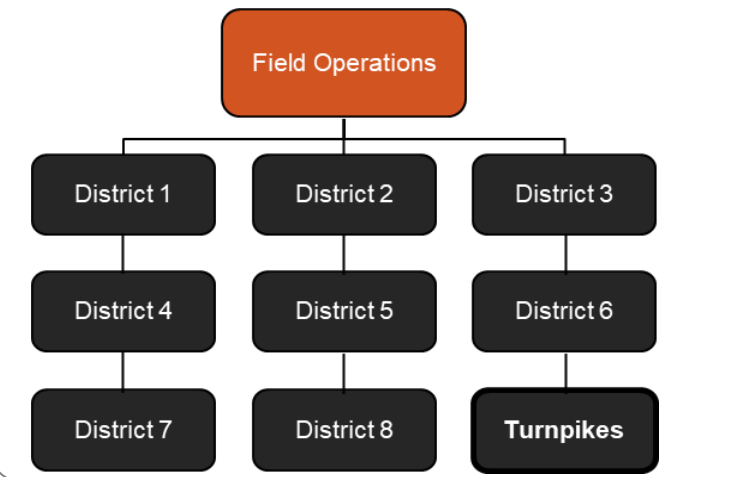 Field Operations
District 1
District 2
District 3
District 4
District 5
District 6
District 7
District 8
Turnpikes